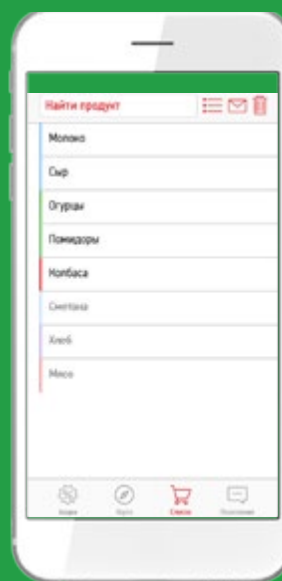 Найти продукт
Молоко
Сыр
Огурцы
Помидоры
Колбаса
Сметана
Хлеб
Мясо
Список